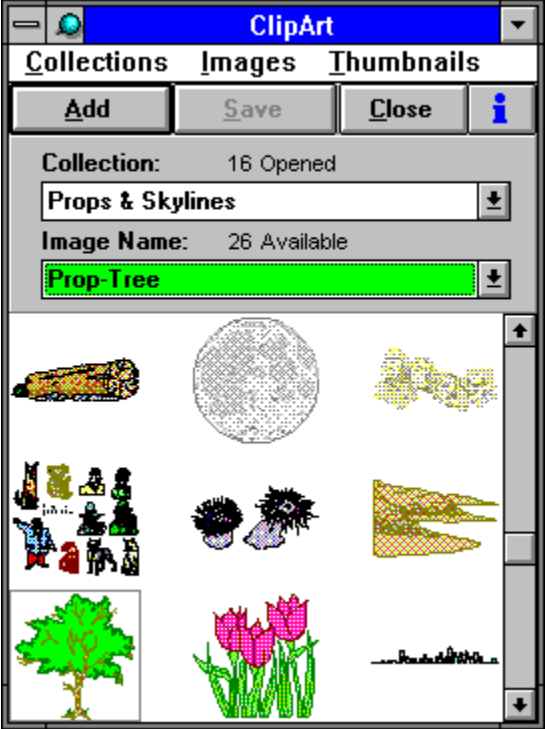 ClipArt
Collections Images Thumbnails
Add Save Close i
Collection: 16 Opened
Props & Skylines
Image Name: 26 Available
Prop-Tree